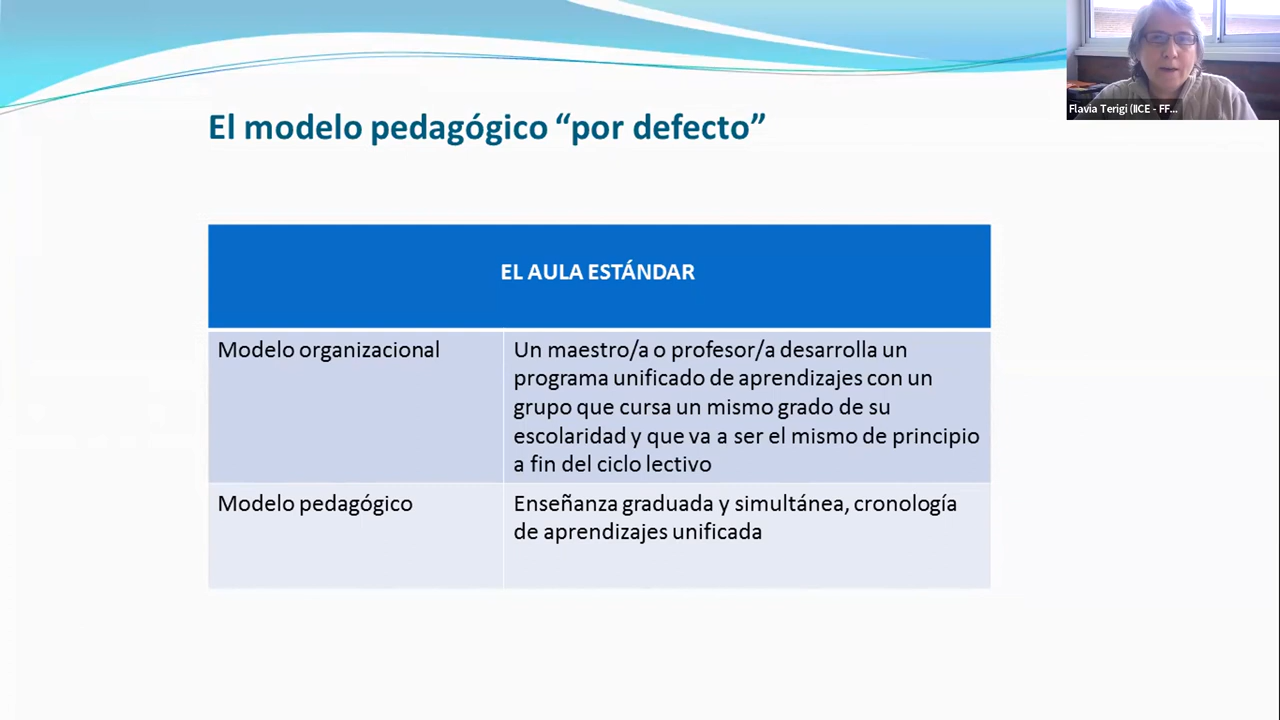 Flavia Terigi (IICE - FF...
El modelo pedagógico “por defecto”
EL AULA ESTÁNDAR
Modelo organizacional
Un maestro/a o profesor/a desarrolla un
programa unificado de aprendizajes con un
grupo que cursa un mismo grado de su
escolaridad y que va a ser el mismo de principio
a fin del ciclo lectivo
Modelo pedagógico
Enseñanza graduada y simultánea, cronología
de aprendizajes unificada